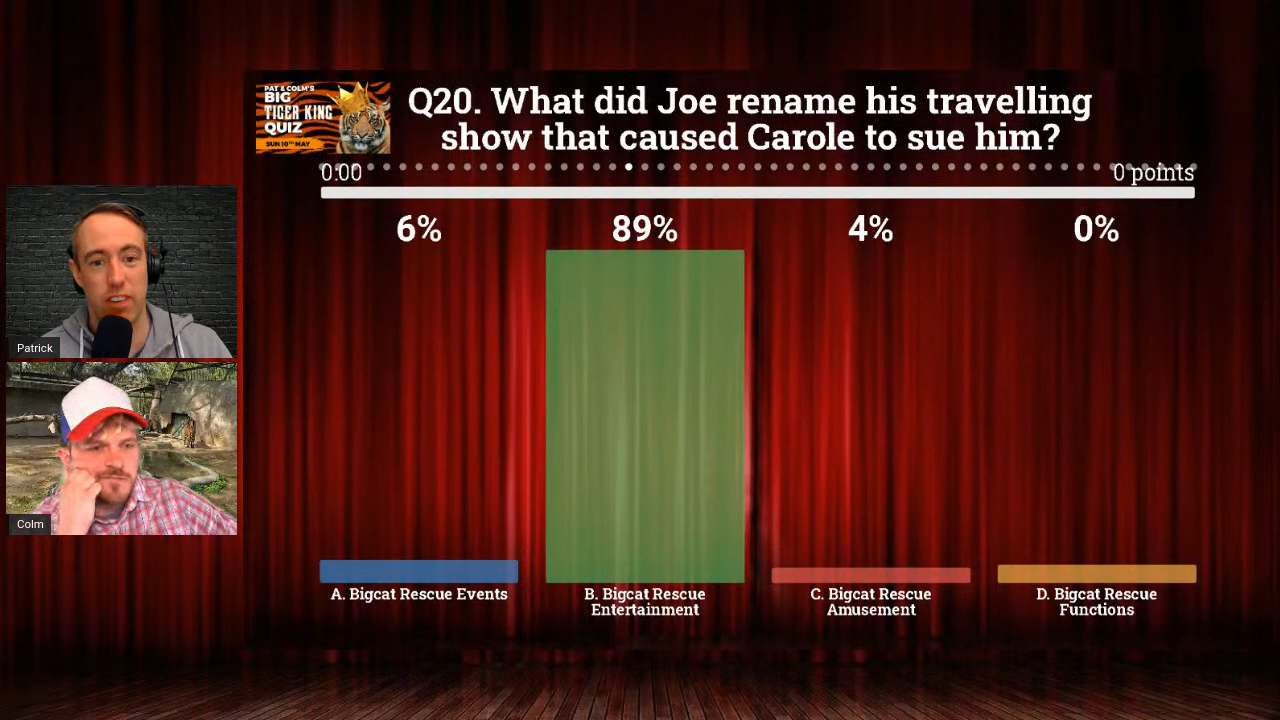 PAT & COLM'S
BIG
TIGER KING
QUIZ
SUN 10TH MAY
Q20. What did Joe rename his travelling
show that caused Carole to sue him?
0:00
0 points
6%
89%
4%
0%
A. Bigcat Rescue Events
B. Bigcat Rescue
Entertainment
C. Bigcat Rescue
Amusement
D. Bigcat Rescue
Functions
Patrick
Colm